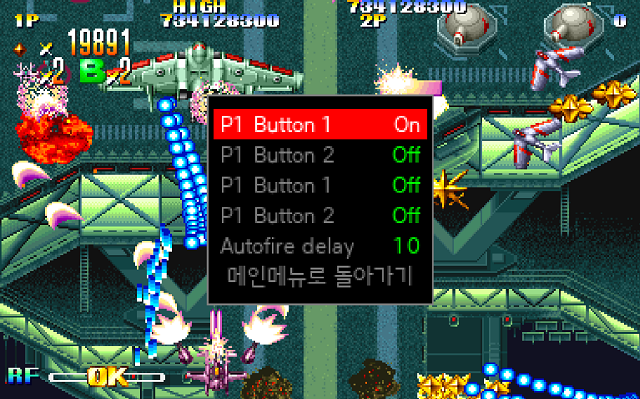 1P HIGH 734128300 734128300
734128300 2P 0
x 19891
2 B 2
P1 Button 1 On
P1 Button 2 Off
P1 Button 1 Off
P1 Button 2 Off
Autofire delay 10
메인메뉴로 돌아가기
RF OK